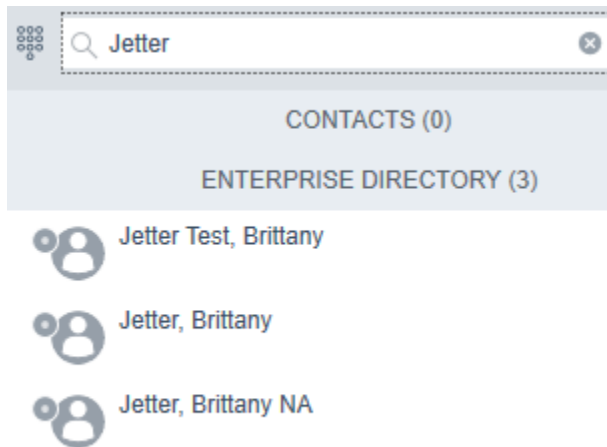 Jetter
CONTACTS (0)
ENTERPRISE DIRECTORY (3)
Jetter Test, Brittany
Jetter, Brittany
Jetter, Brittany NA